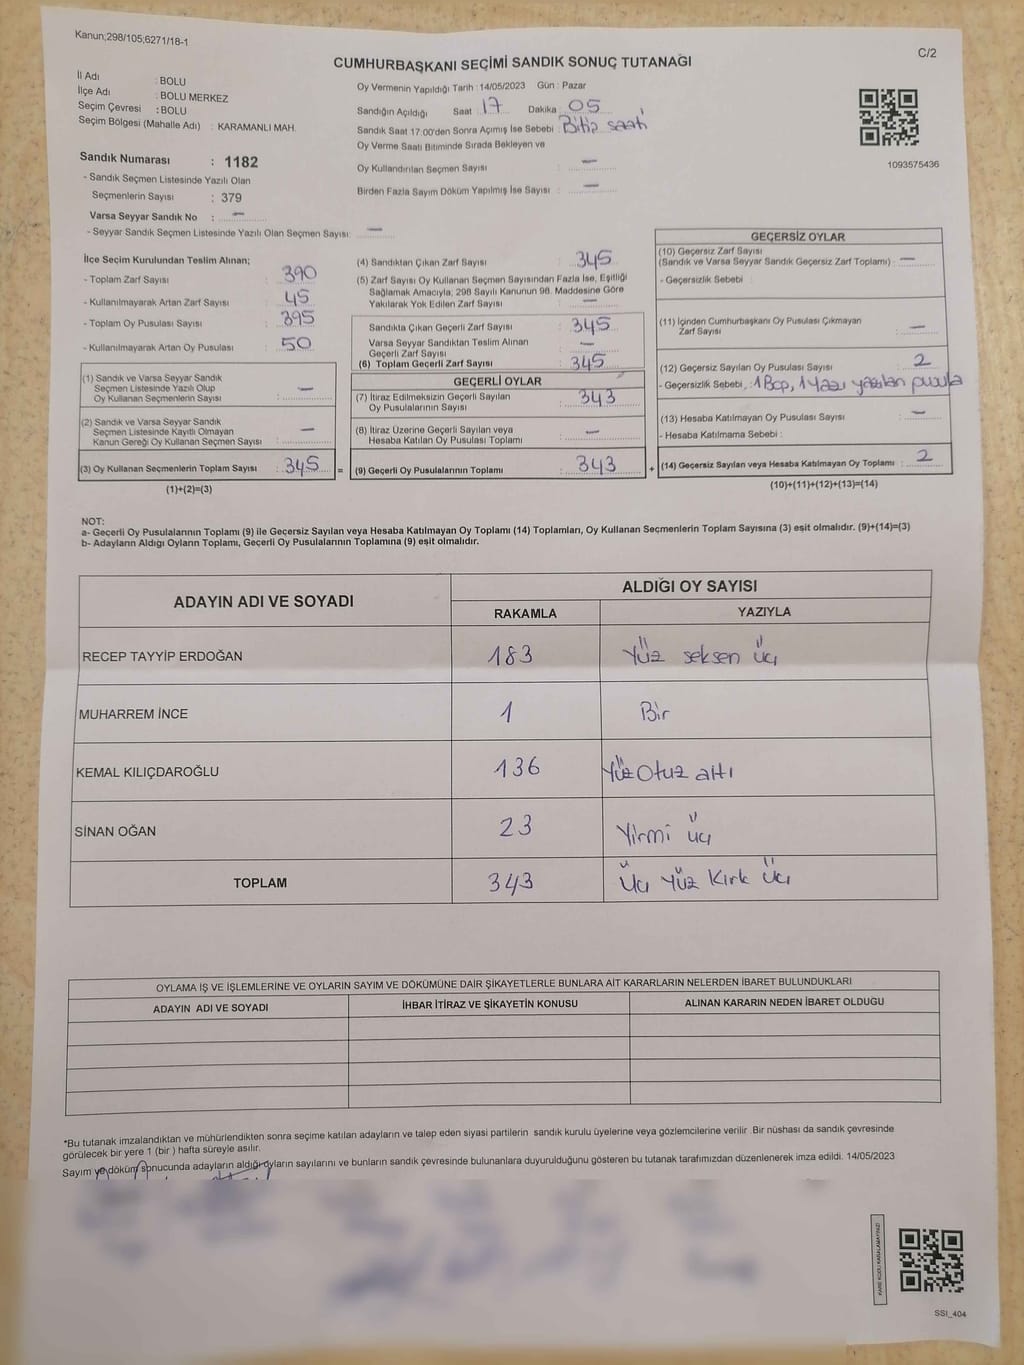 Kanun;298/105;6271/18-1
C/2
CUMHURBAŞKANI SEÇİMİ SANDIK SONUÇ TUTANAĞI
İl Adı : BOLU
İlçe Adı : BOLU MERKEZ
Seçim Çevresi : BOLU
Seçim Bölgesi (Mahalle Adı) : KARAMANLI MAH.
Oy Vermenin Yapıldığı Tarih : 14/05/2023 Gün : Pazar
Sandığın Açıldığı Saat 17 Dakika 05
Sandık Saat 17:00'den Sonra Açımış İse Sebebi : Bitiş saati
Oy Verme Saati Bitiminde Sırada Bekleyen ve
Oy Kullandırılan Seçmen Sayısı : —
Birden Fazla Sayım Döküm Yapılmış İse Sayısı : —
1093575436
Sandık Numarası : 1182
- Sandık Seçmen Listesinde Yazılı Olan
Seçmenlerin Sayısı : 379
Varsa Seyyar Sandık No : —
- Seyyar Sandık Seçmen Listesinde Yazılı Olan Seçmen Sayısı: —
İlçe Seçim Kurulundan Teslim Alınan;
- Toplam Zarf Sayısı : 390
- Kullanılmayarak Artan Zarf Sayısı : 45
- Toplam Oy Pusulası Sayısı : 395
- Kullanılmayarak Artan Oy Pusulası : 50
(1) Sandık ve Varsa Seyyar Sandık
Seçmen Listesinde Yazılı Olup
Oy Kullanan Seçmenlerin Sayısı : —
(2) Sandık ve Varsa Seyyar Sandık
Seçmen Listesinde Kayıtlı Olmayan
Kanun Gereği Oy Kullanan Seçmen Sayısı : —
(3) Oy Kullanan Seçmenlerin Toplam Sayısı : 345 =
(1)+(2)=(3)
(4) Sandıktan Çıkan Zarf Sayısı : 345
(5) Zarf Sayısı Oy Kullanan Seçmen Sayısından Fazla İse, Eşitliği
Sağlamak Amacıyla; 298 Sayılı Kanunun 98. Maddesine Göre
Yakılarak Yok Edilen Zarf Sayısı : —
Sandıkta Çıkan Geçerli Zarf Sayısı : 345
Varsa Seyyar Sandıktan Teslim Alınan
Geçerli Zarf Sayısı : —
(6) Toplam Geçerli Zarf Sayısı : 345
GEÇERLİ OYLAR
(7) İtiraz Edilmeksizin Geçerli Sayılan
Oy Pusulalarının Sayısı : 343
(8) İtiraz Üzerine Geçerli Sayılan veya
Hesaba Katılan Oy Pusulası Toplamı : —
(9) Geçerli Oy Pusulalarının Toplamı : 343 +
GEÇERSİZ OYLAR
(10) Geçersiz Zarf Sayısı
(Sandık ve Varsa Seyyar Sandık Geçersiz Zarf Toplamı) : —
- Geçersizlik Sebebi :
(11) İçinden Cumhurbaşkanı Oy Pusulası Çıkmayan
Zarf Sayısı : —
(12) Geçersiz Sayılan Oy Pusulası Sayısı : 2
- Geçersizlik Sebebi : 1 Boş, 1 Yazı yazılan pusula
(13) Hesaba Katılmayan Oy Pusulası Sayısı : —
- Hesaba Katılmama Sebebi :
(14) Geçersiz Sayılan veya Hesaba Katılmayan Oy Toplamı : 2
(10)+(11)+(12)+(13)=(14)
NOT:
a- Geçerli Oy Pusulalarının Toplamı (9) ile Geçersiz Sayılan veya Hesaba Katılmayan Oy Toplamı (14) Toplamları, Oy Kullanan Seçmenlerin Toplam Sayısına (3) eşit olmalıdır. (9)+(14)=(3)
b- Adayların Aldığı Oyların Toplamı, Geçerli Oy Pusulalarının Toplamına (9) eşit olmalıdır.
ADAYIN ADI VE SOYADI
ALDIĞI OY SAYISI
RAKAMLA YAZIYLA
RECEP TAYYİP ERDOĞAN 183 Yüz seksen üç
MUHARREM İNCE 1 Bir
KEMAL KILIÇDAROĞLU 136 Yüz Otuz altı
SİNAN OĞAN 23 Yirmi üç
TOPLAM 343 Üç Yüz Kırk Üç
OYLAMA İŞ VE İŞLEMLERİNE VE OYLARIN SAYIM VE DÖKÜMÜNE DAİR ŞİKAYETLERLE BUNLARA AİT KARARLARIN NELERDEN İBARET BULUNDUKLARI
ADAYIN ADI VE SOYADI İHBAR İTİRAZ VE ŞİKAYETİN KONUSU ALINAN KARARIN NEDEN İBARET OLDUĞU
*Bu tutanak imzalandıktan ve mühürlendikten sonra seçime katılan adayların ve talep eden siyasi partilerin sandık kurulu üyelerine veya gözlemcilerine verilir .Bir nüshası da sandık çevresinde
görülecek bir yere 1 (bir ) hafta süreyle asılır.
Sayım ve döküm sonucunda adayların aldığı oyların sayılarını ve bunların sandık çevresinde bulunanlara duyurulduğunu gösteren bu tutanak tarafımızdan düzenlenerek imza edildi. 14/05/2023
KARE KODU KARALAMAYINIZ!
SSI_404